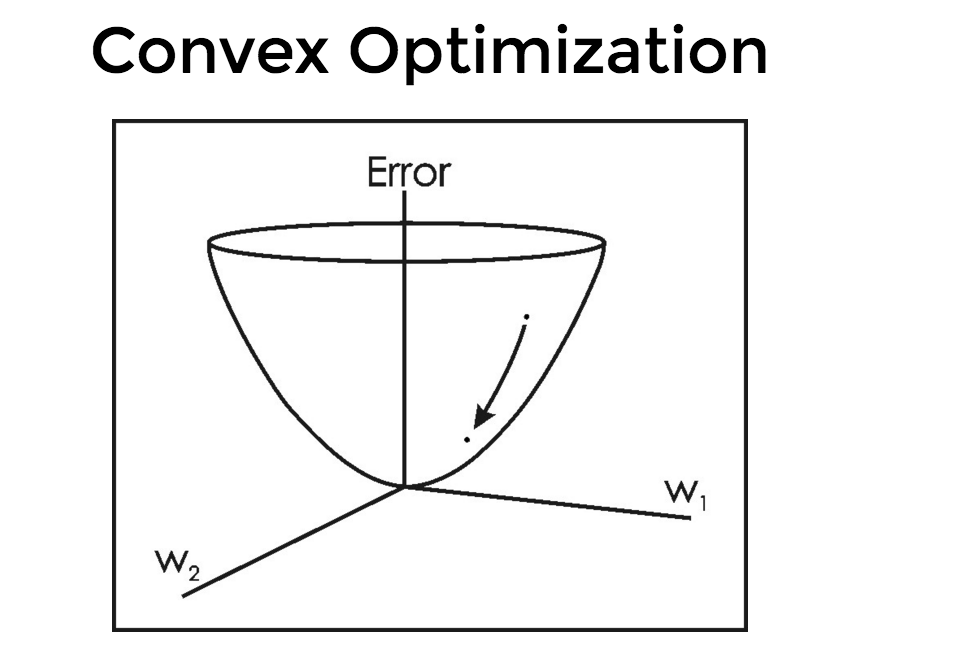 Convex Optimization
Error
W₁
W₂